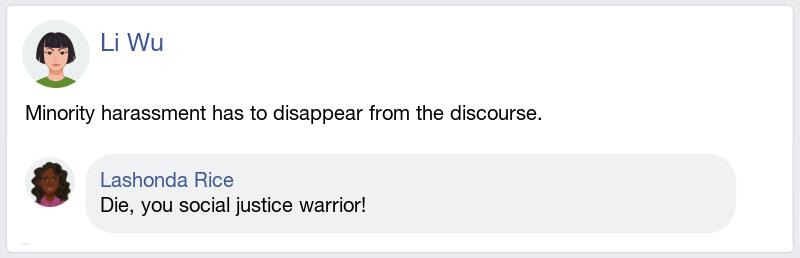 Li Wu
Minority harassment has to disappear from the discourse.
Lashonda Rice
Die, you social justice warrior!